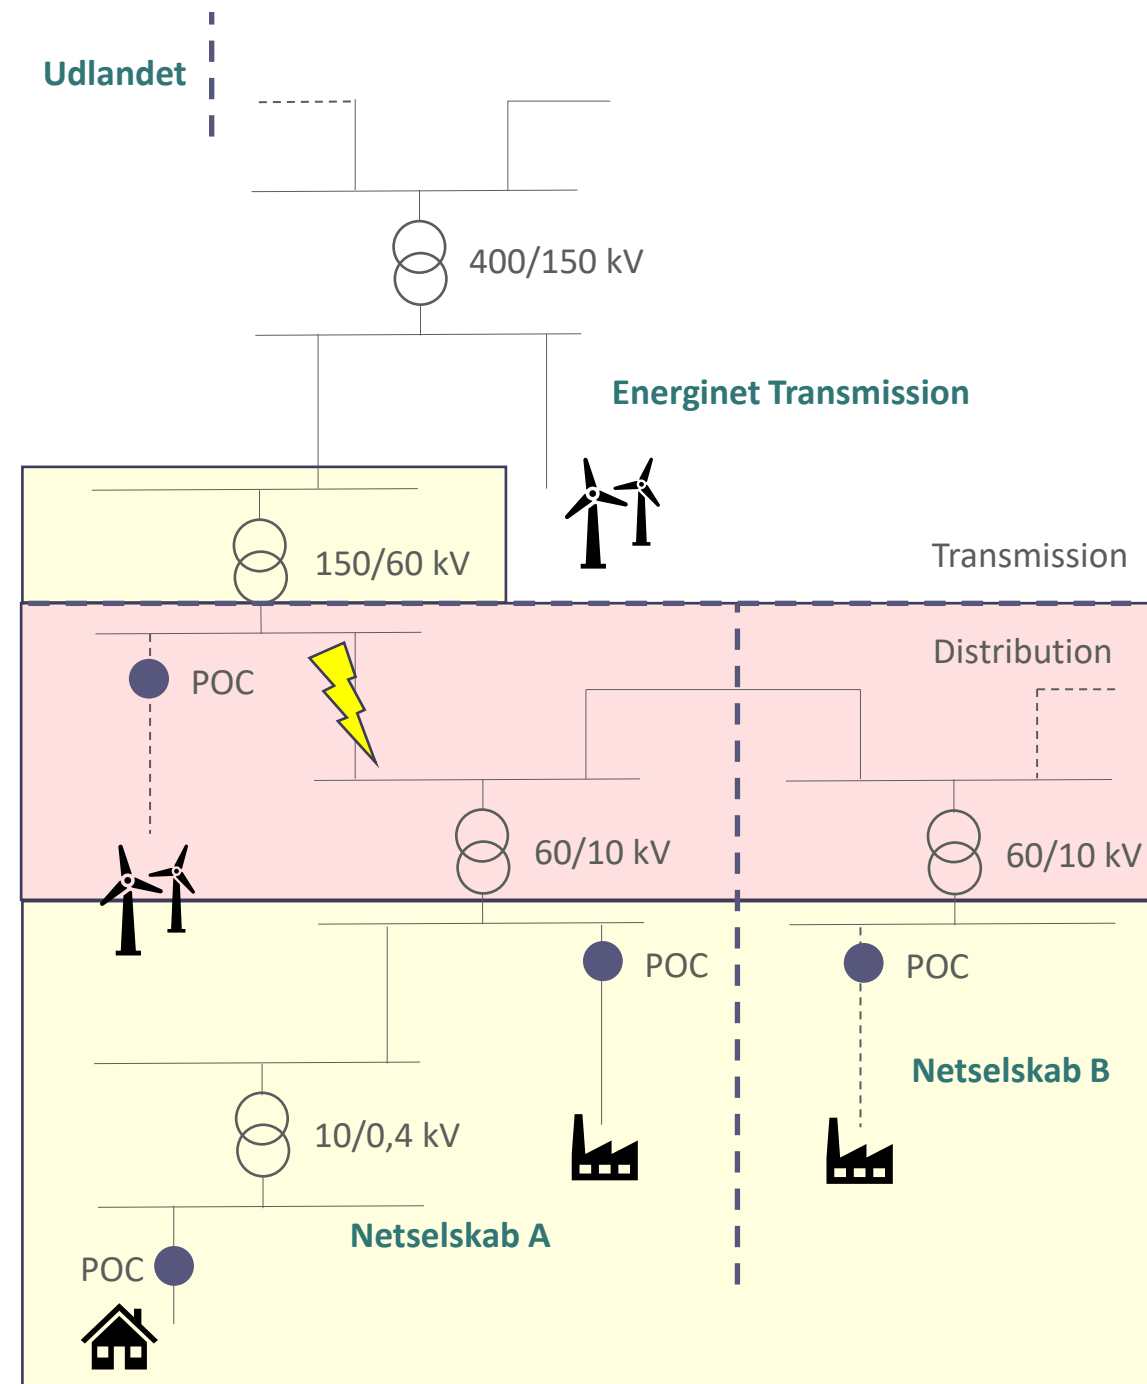 Udlandet
400/150 kV
Energinet Transmission
150/60 kV
Transmission
Distribution
POC
60/10 kV
60/10 kV
POC
POC
Netselskab B
10/0,4 kV
Netselskab A
POC